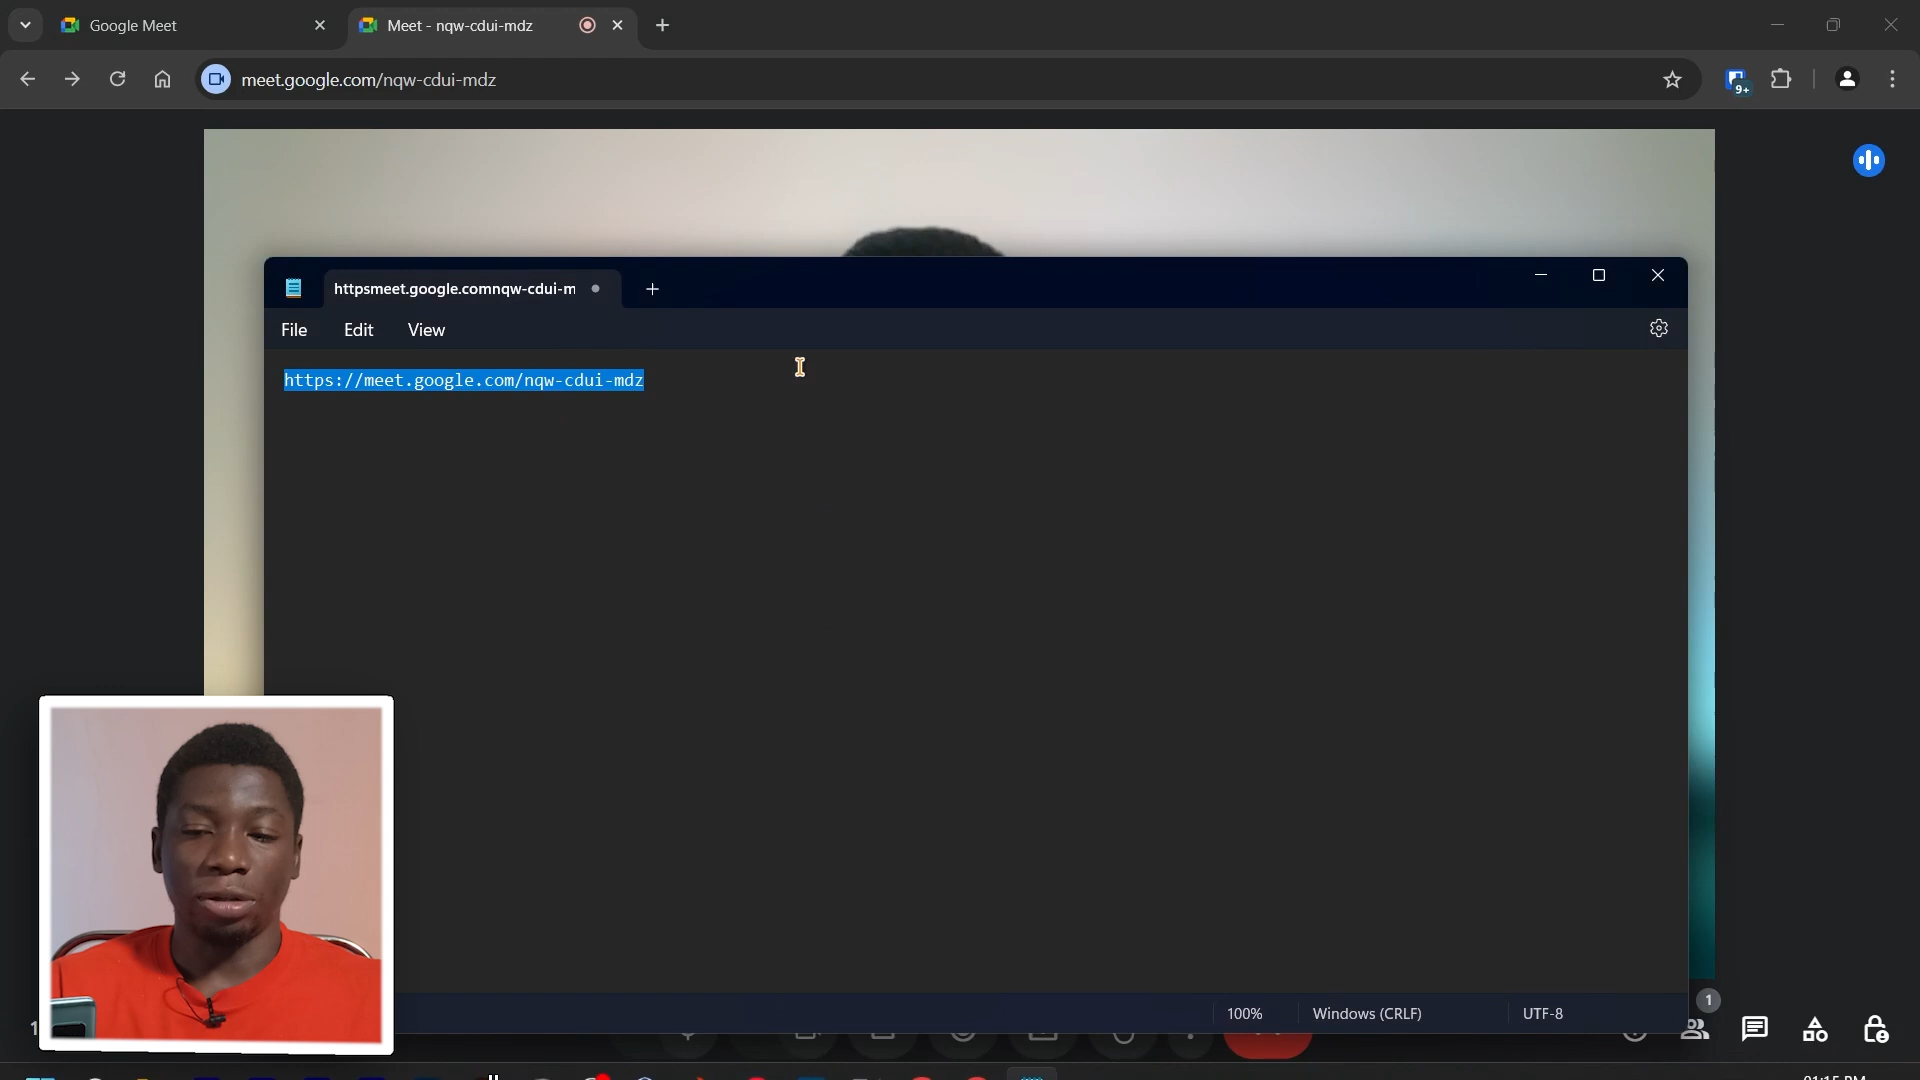 Google Meet
Meet - nqw-cdui-mdz
meet.google.com/nqw-cdui-mdz
9+
httpsmeet.google.comnqw-cdui-m
File Edit View
https://meet.google.com/nqw-cdui-mdz
100%
Windows (CRLF)
UTF-8
1